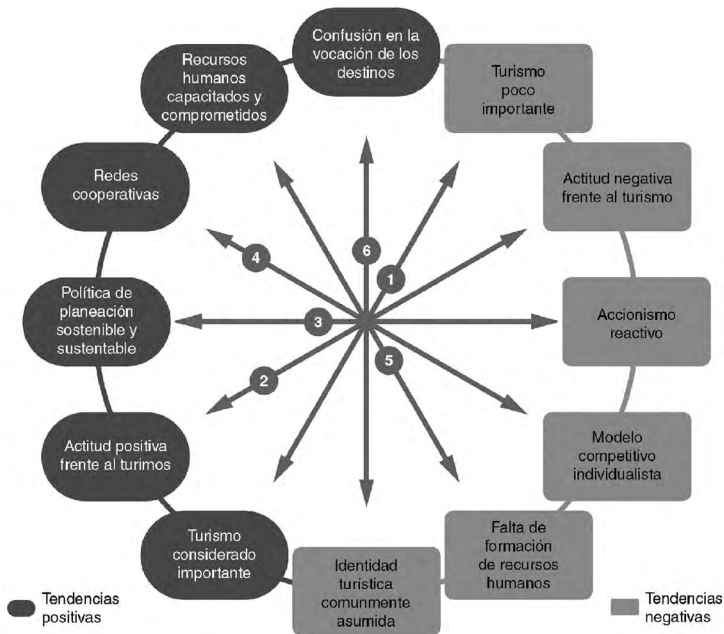 Confusión en la
vocación de los
destinos
Turismo
poco
importante
Actitud negativa
frente al turismo
Accionismo
reactivo
Modelo
competitivo
individualista
Falta de
formación
de recursos
humanos
Identidad
turística
comunmente
asumida
Turismo
considerado
importante
Actitud positiva
frente al turimos
Política de
planeación
sostenible y
sustentable
Redes
cooperativas
Recursos
humanos
capacitados y
comprometidos
6
1
4
3
2
5
Tendencias
positivas
Tendencias
negativas